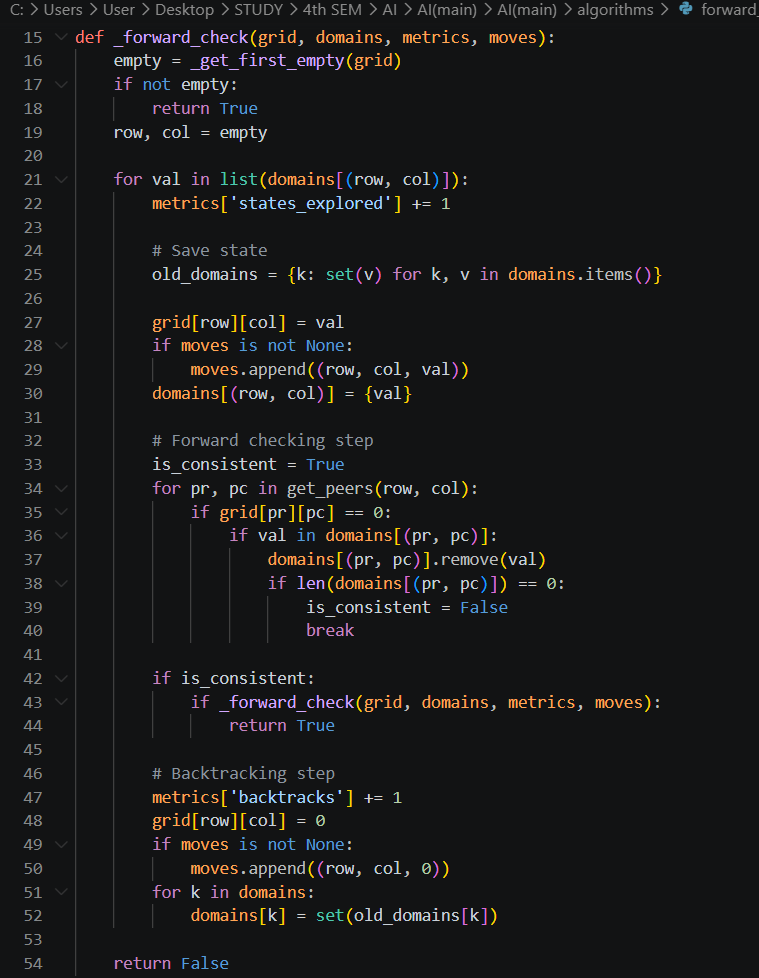 C: > Users > User > Desktop > STUDY > 4th SEM > AI > AI(main) > AI(main) > algorithms > forward_
15 def _forward_check(grid, domains, metrics, moves):
16     empty = _get_first_empty(grid)
17     if not empty:
18         return True
19     row, col = empty
20
21     for val in list(domains[(row, col)]):
22         metrics['states_explored'] += 1
23
24         # Save state
25         old_domains = {k: set(v) for k, v in domains.items()}
26
27         grid[row][col] = val
28         if moves is not None:
29             moves.append((row, col, val))
30         domains[(row, col)] = {val}
31
32         # Forward checking step
33         is_consistent = True
34         for pr, pc in get_peers(row, col):
35             if grid[pr][pc] == 0:
36                 if val in domains[(pr, pc)]:
37                     domains[(pr, pc)].remove(val)
38                     if len(domains[(pr, pc)]) == 0:
39                         is_consistent = False
40                         break
41
42         if is_consistent:
43             if _forward_check(grid, domains, metrics, moves):
44                 return True
45
46         # Backtracking step
47         metrics['backtracks'] += 1
48         grid[row][col] = 0
49         if moves is not None:
50             moves.append((row, col, 0))
51         for k in domains:
52             domains[k] = set(old_domains[k])
53
54     return False